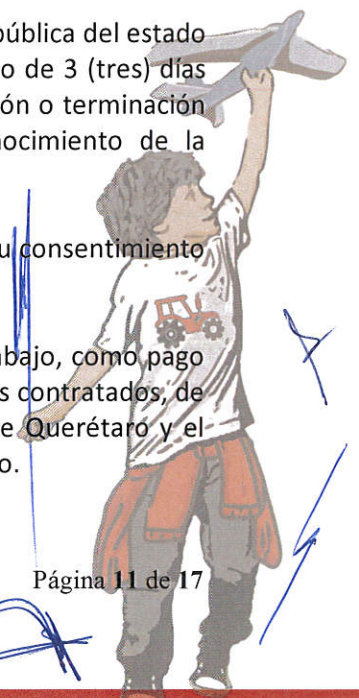 pública del estado
o de 3 (tres) días
ón o terminación
nocimiento de la
u consentimiento
abajo, como pago
s contratados, de
e Querétaro y el
o.
Página 11 de 17